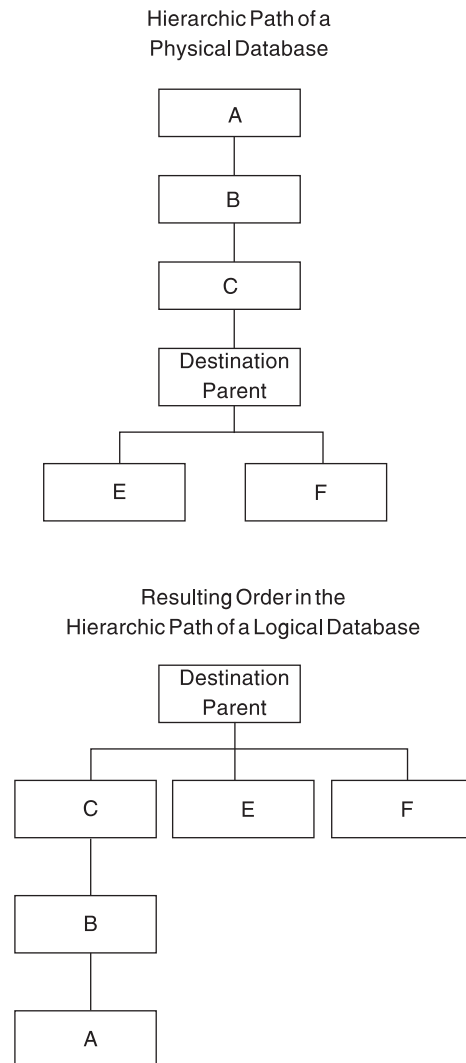 Hierarchic Path of a
Physical Database
A
B
C
Destination
Parent
E
F
Resulting Order in the
Hierarchic Path of a Logical Database
Destination
Parent
C
E
F
B
A